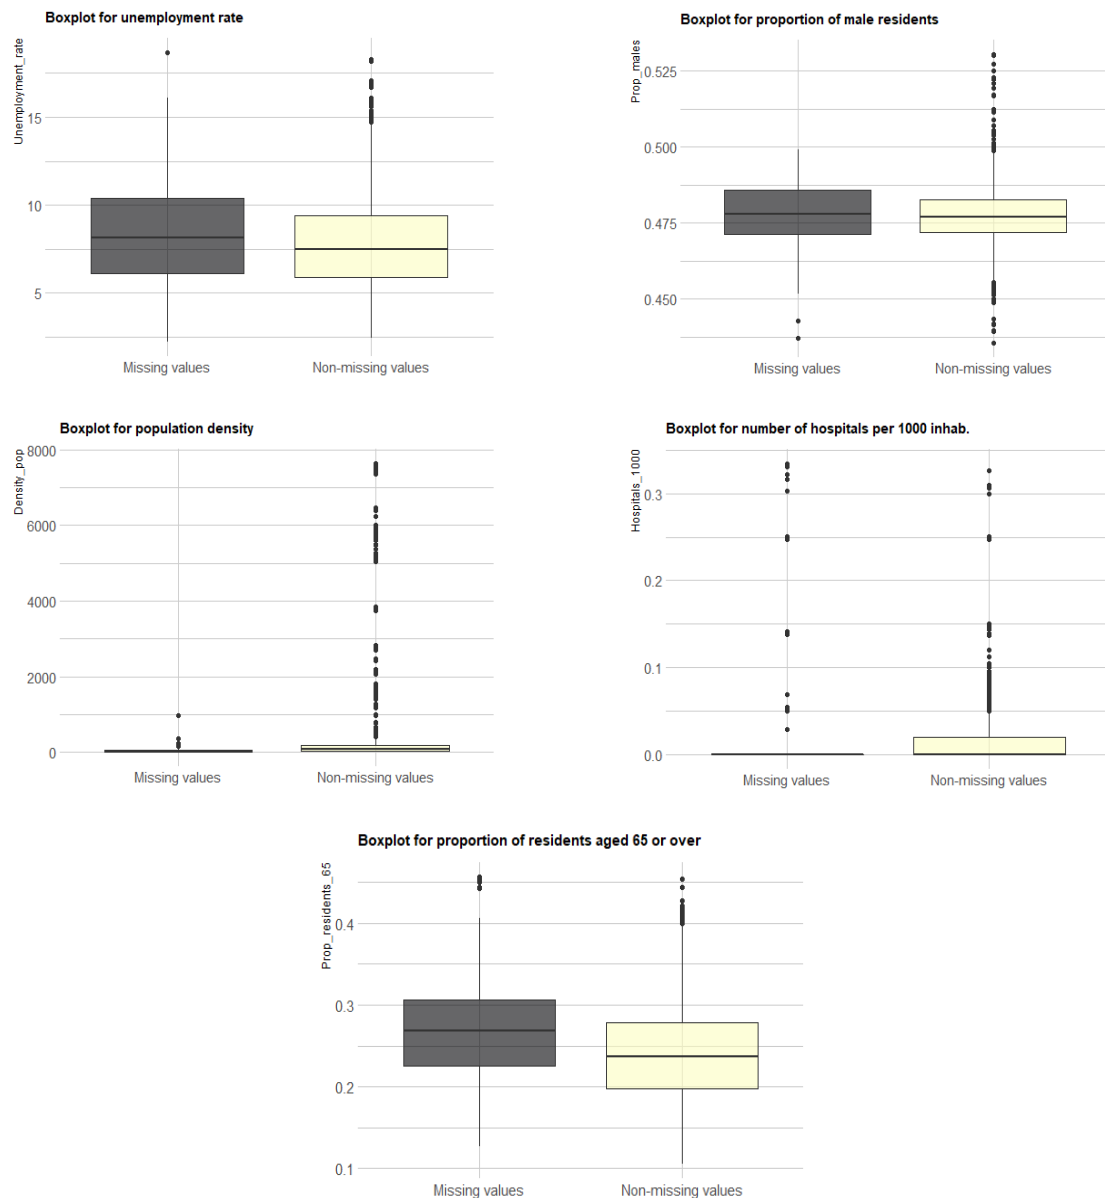 Boxplot for unemployment rate
Unemployment_rate
15
10
5
Missing values
Non-missing values
Boxplot for proportion of male residents
Prop_males
0.525
0.500
0.475
0.450
Missing values
Non-missing values
Boxplot for population density
Density_pop
8000
6000
4000
2000
0
Missing values
Non-missing values
Boxplot for number of hospitals per 1000 inhab.
Hospitals_1000
0.3
0.2
0.1
0.0
Missing values
Non-missing values
Boxplot for proportion of residents aged 65 or over
Prop_residents_65
0.4
0.3
0.2
0.1
Missing values
Non-missing values